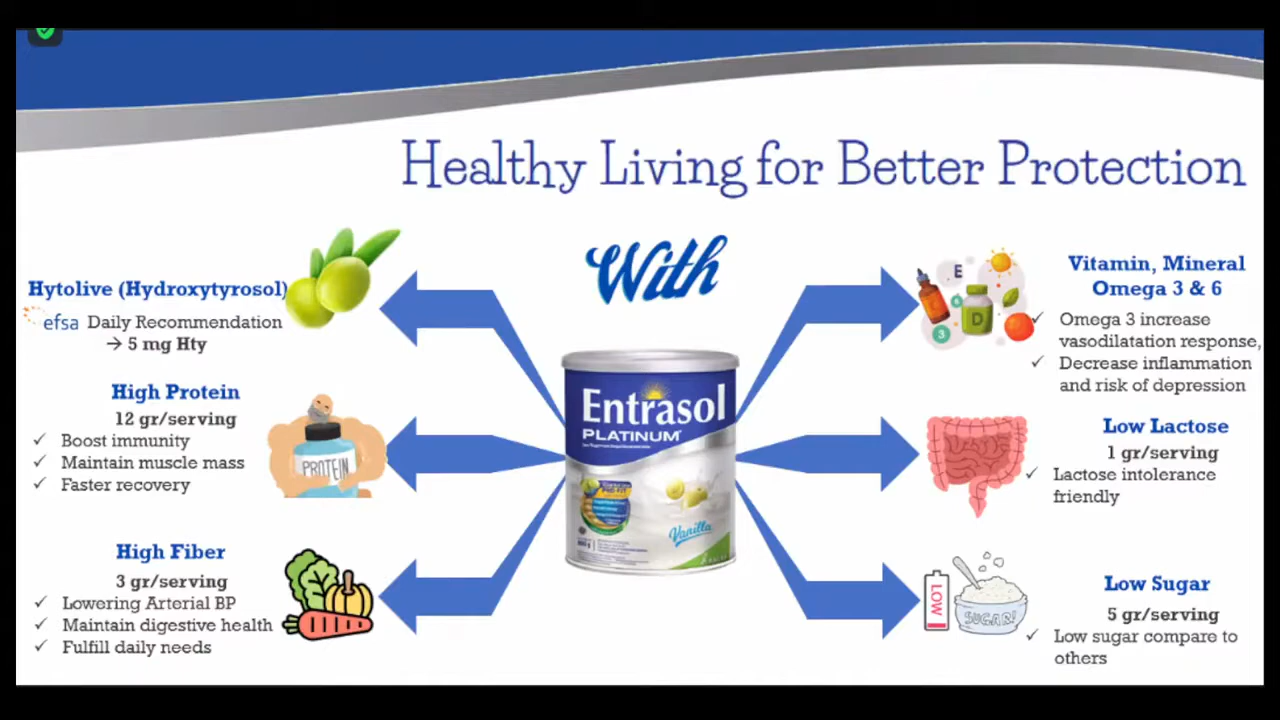 Healthy Living for Better Protection
With
Hytolive (Hydroxytyrosol)
efsa Daily Recommendation
→ 5 mg Hty
High Protein
12 gr/serving
✓ Boost immunity
✓ Maintain muscle mass
✓ Faster recovery
PROTEIN
High Fiber
3 gr/serving
✓ Lowering Arterial BP
✓ Maintain digestive health
✓ Fulfill daily needs
Entrasol
PLATINUM
Vanilla
E
D
3
Vitamin, Mineral
Omega 3 & 6
✓ Omega 3 increase
vasodilatation response,
✓ Decrease inflammation
and risk of depression
Low Lactose
1 gr/serving
✓ Lactose intolerance
friendly
LOW
SUGAR!
Low Sugar
5 gr/serving
✓ Low sugar compare to
others